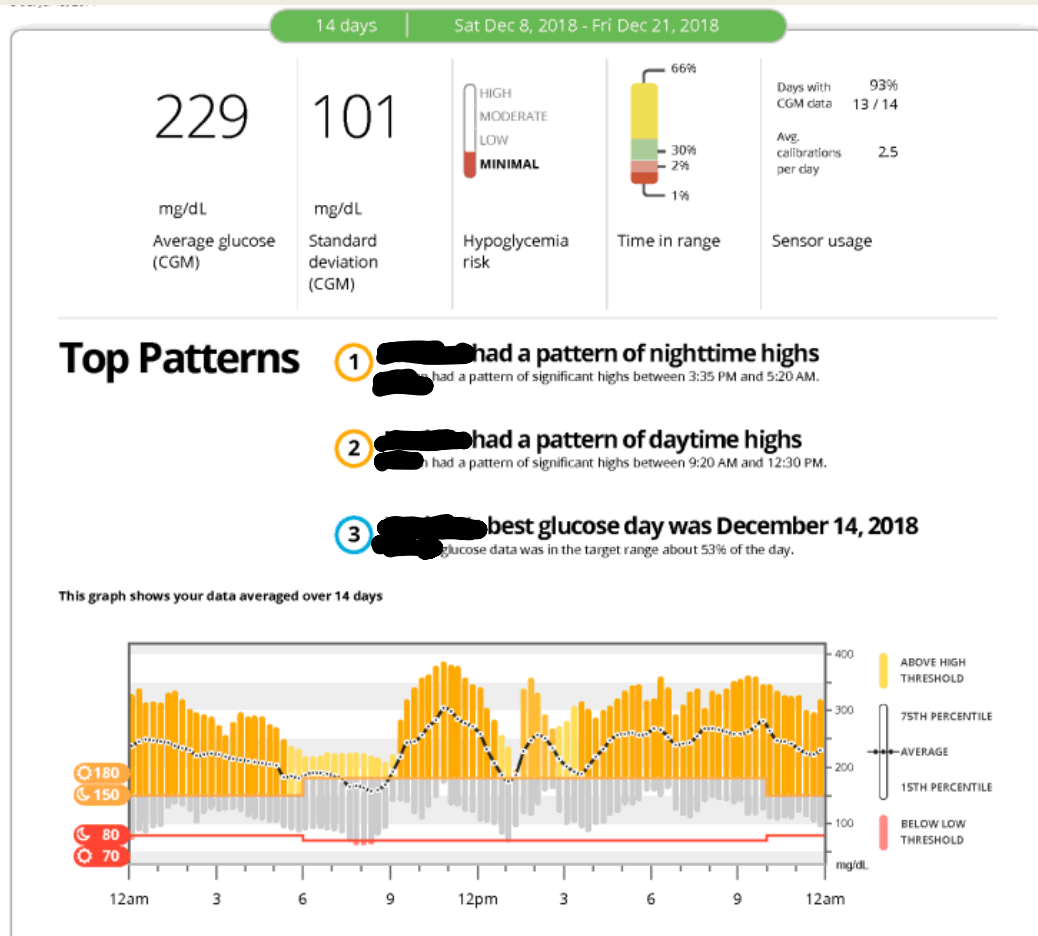 14 days | Sat Dec 8, 2018 - Fri Dec 21, 2018
229
mg/dL
Average glucose
(CGM)
101
mg/dL
Standard
deviation
(CGM)
HIGH
MODERATE
LOW
MINIMAL
Hypoglycemia
risk
66%
30%
2%
1%
Time in range
Days with
CGM data
93%
13 / 14
Avg.
calibrations
per day
2.5
Sensor usage
Top Patterns
1
had a pattern of nighttime highs
had a pattern of significant highs between 3:35 PM and 5:20 AM.
2
had a pattern of daytime highs
had a pattern of significant highs between 9:20 AM and 12:30 PM.
3
best glucose day was December 14, 2018
glucose data was in the target range about 53% of the day.
This graph shows your data averaged over 14 days
180
150
80
70
400
300
200
100
mg/dL
12am 3 6 9 12pm 3 6 9 12am
ABOVE HIGH
THRESHOLD
75TH PERCENTILE
AVERAGE
15TH PERCENTILE
BELOW LOW
THRESHOLD